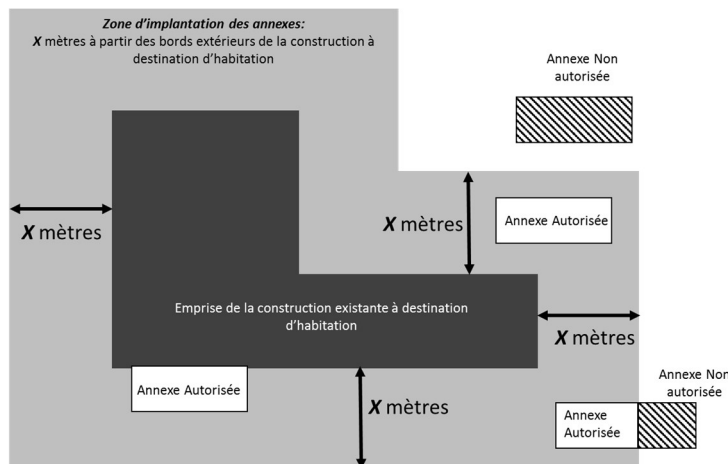 Zone d’implantation des annexes:
X mètres à partir des bords extérieurs de la construction à
destination d’habitation
Annexe Non
autorisée
X mètres
X mètres
Annexe Autorisée
Emprise de la construction existante à destination
d’habitation
X mètres
Annexe Autorisée
X mètres
Annexe Non
autorisée
Annexe
Autorisée